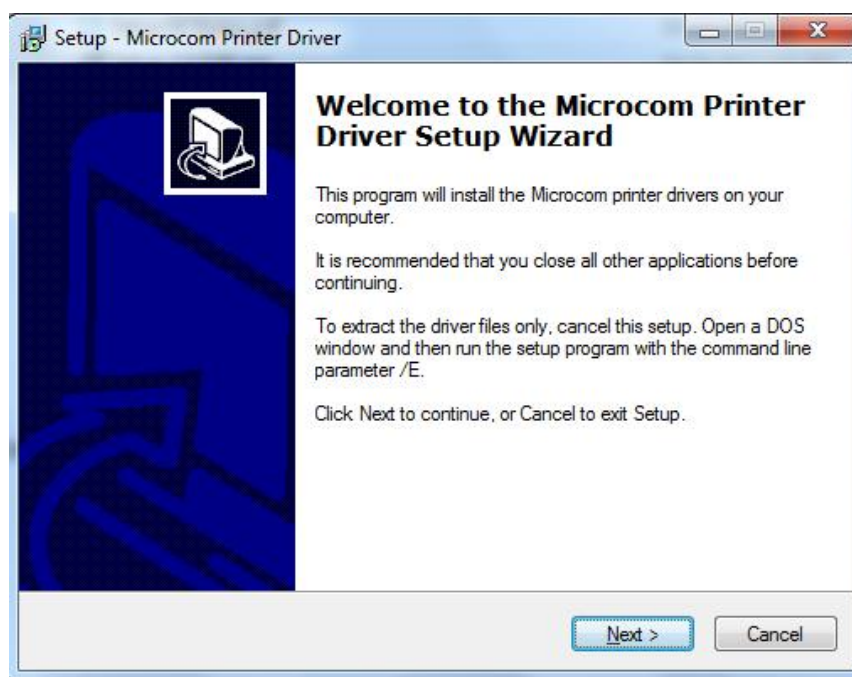 Setup - Microcom Printer Driver
Welcome to the Microcom Printer
Driver Setup Wizard
This program will install the Microcom printer drivers on your
computer.
It is recommended that you close all other applications before
continuing.
To extract the driver files only, cancel this setup. Open a DOS
window and then run the setup program with the command line
parameter /E.
Click Next to continue, or Cancel to exit Setup.
Next >
Cancel